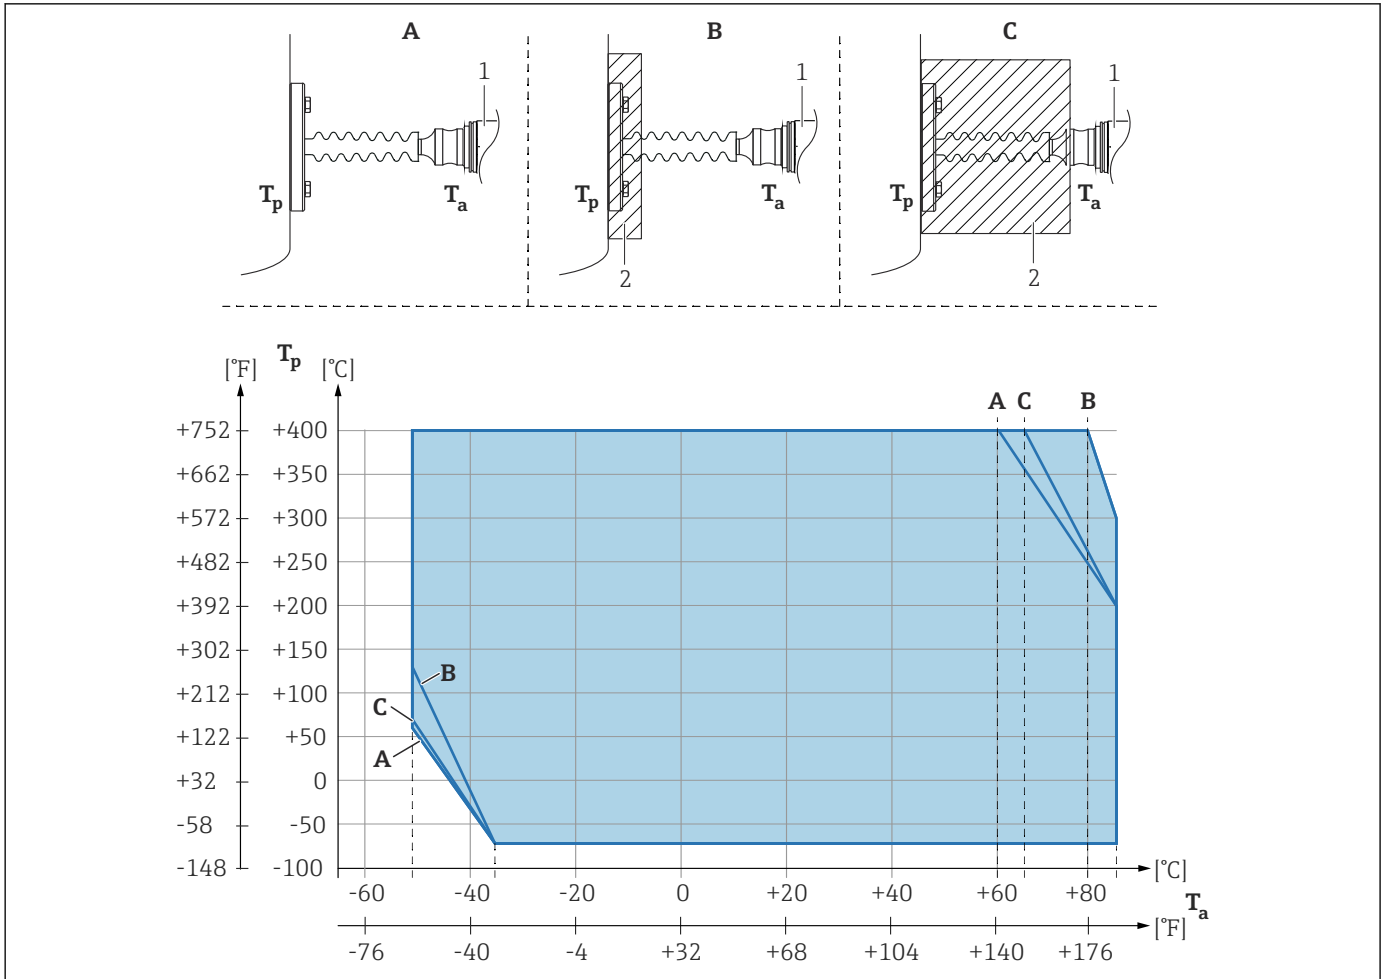 A B C
1 1 1
Tp Ta Tp Ta Tp Ta
2 2
Tp
[°F] [°C]
A C B
+752 +400
+662 +350
+572 +300
+482 +250
+392 +200
+302 +150
+212 +100
B
C
+122 +50
A
+32 0
-58 -50
-148 -100
[°C]
-60 -40 -20 0 +20 +40 +60 +80
Ta
[°F]
-76 -40 -4 +32 +68 +104 +140 +176